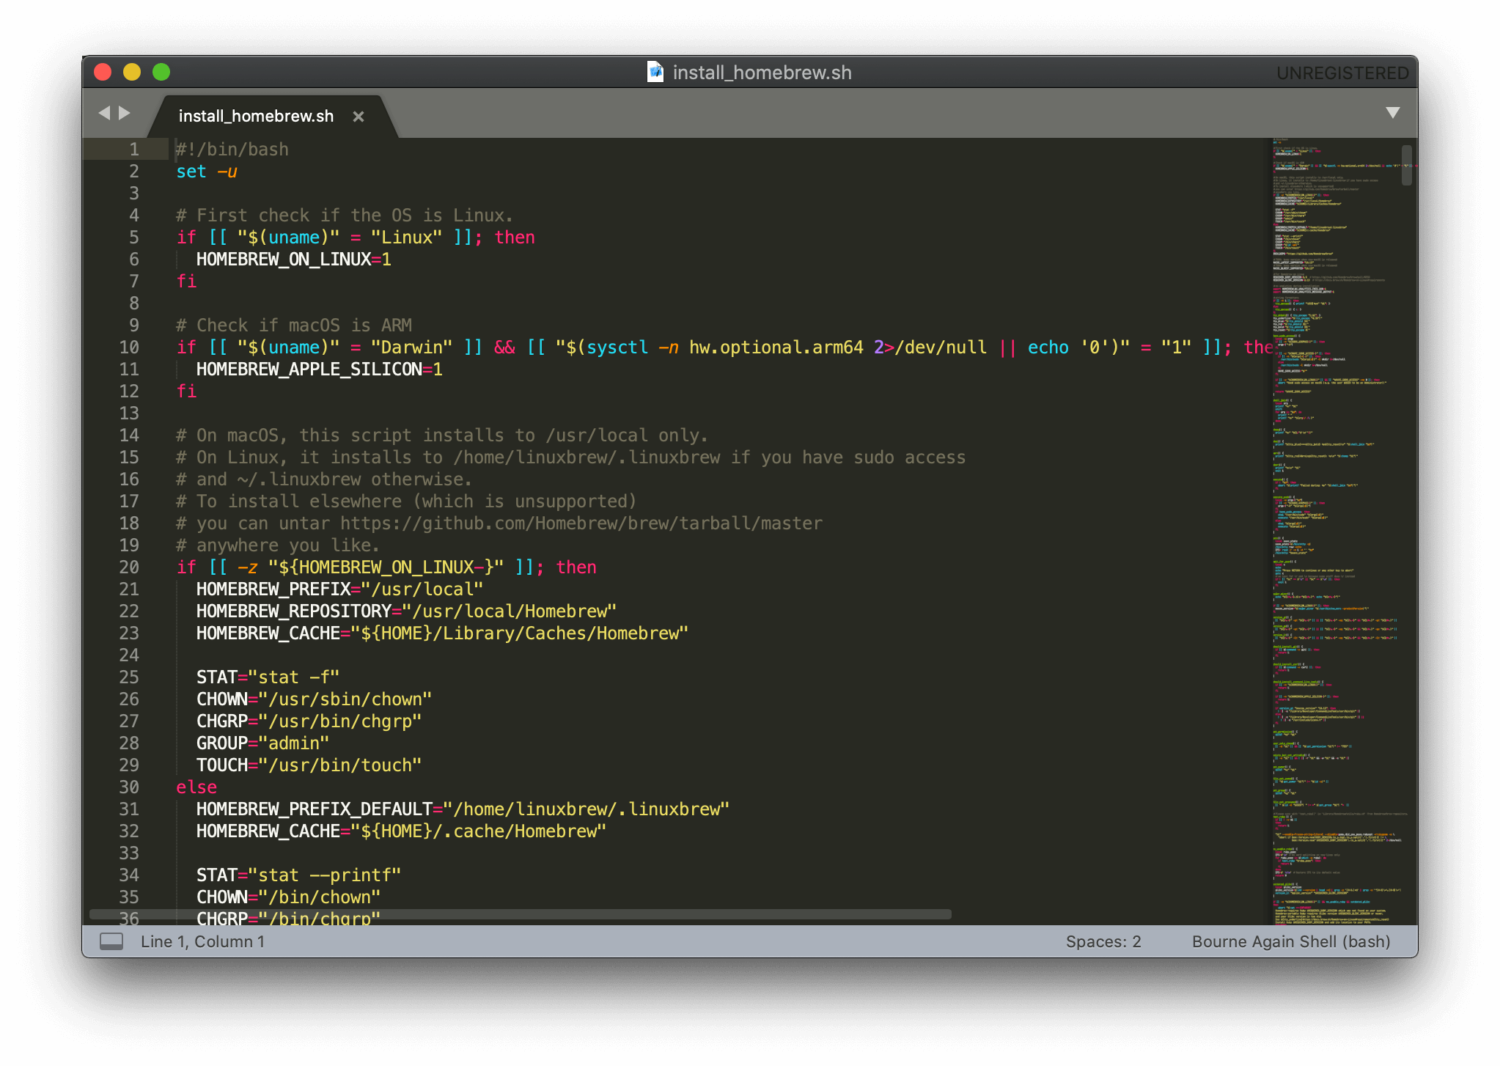 install_homebrew.sh
UNREGISTERED
install_homebrew.sh ×
1 #!/bin/bash
2 set -u
3
4 # First check if the OS is Linux.
5 if [[ "$(uname)" = "Linux" ]]; then
6   HOMEBREW_ON_LINUX=1
7 fi
8
9 # Check if macOS is ARM
10 if [[ "$(uname)" = "Darwin" ]] && [[ "$(sysctl -n hw.optional.arm64 2>/dev/null || echo '0')" = "1" ]]; the
11   HOMEBREW_APPLE_SILICON=1
12 fi
13
14 # On macOS, this script installs to /usr/local only.
15 # On Linux, it installs to /home/linuxbrew/.linuxbrew if you have sudo access
16 # and ~/.linuxbrew otherwise.
17 # To install elsewhere (which is unsupported)
18 # you can untar https://github.com/Homebrew/brew/tarball/master
19 # anywhere you like.
20 if [[ -z "${HOMEBREW_ON_LINUX-}" ]]; then
21   HOMEBREW_PREFIX="/usr/local"
22   HOMEBREW_REPOSITORY="/usr/local/Homebrew"
23   HOMEBREW_CACHE="${HOME}/Library/Caches/Homebrew"
24
25   STAT="stat -f"
26   CHOWN="/usr/sbin/chown"
27   CHGRP="/usr/bin/chgrp"
28   GROUP="admin"
29   TOUCH="/usr/bin/touch"
30 else
31   HOMEBREW_PREFIX_DEFAULT="/home/linuxbrew/.linuxbrew"
32   HOMEBREW_CACHE="${HOME}/.cache/Homebrew"
33
34   STAT="stat --printf"
35   CHOWN="/bin/chown"
36   CHGRP="/bin/chgrp"
Line 1, Column 1
Spaces: 2
Bourne Again Shell (bash)